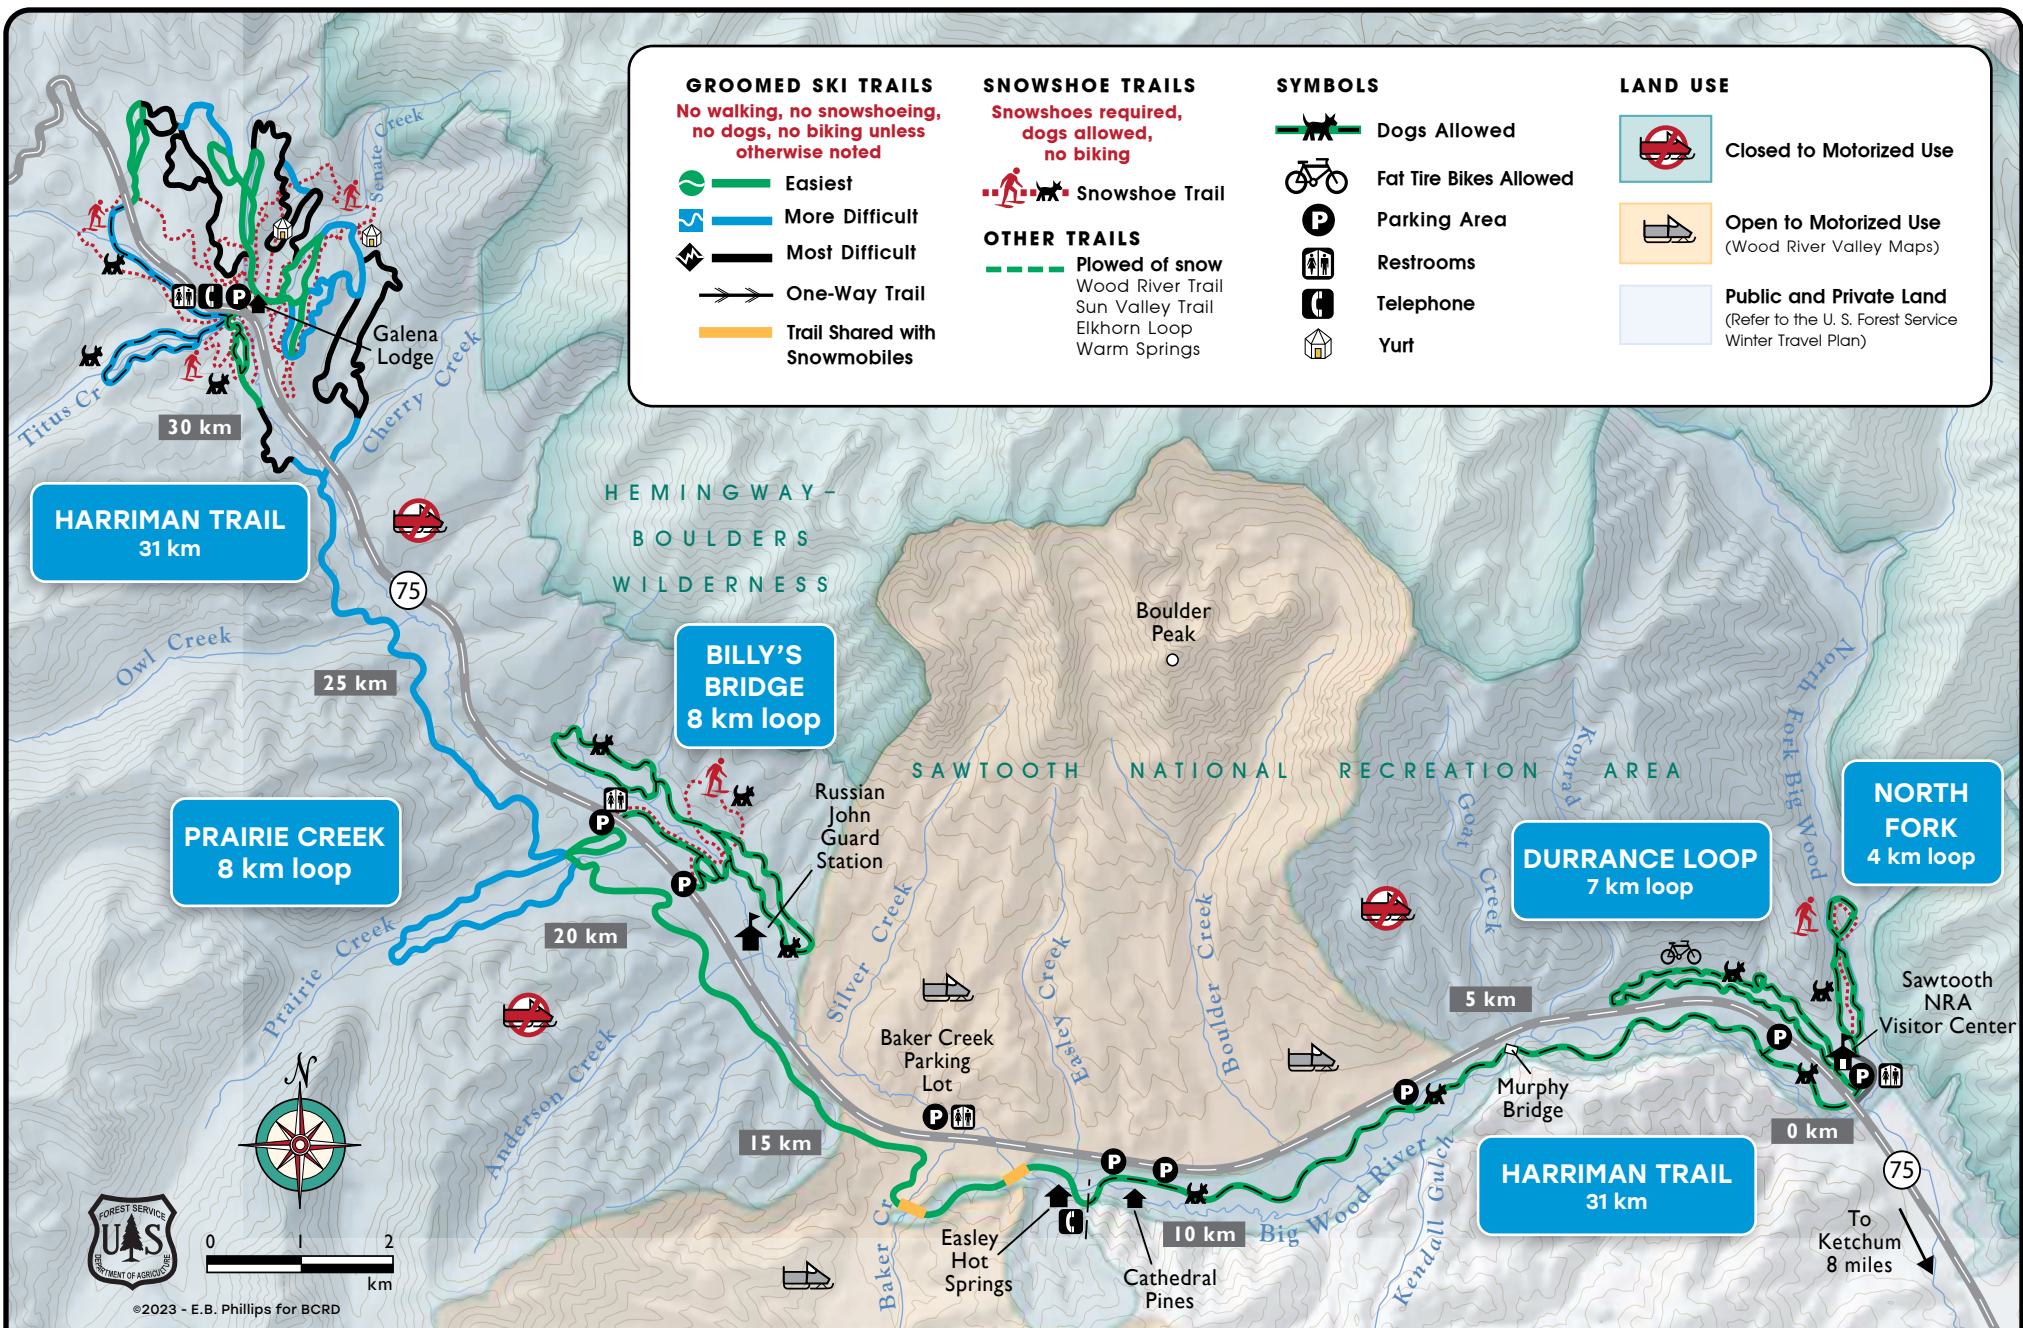 GROOMED SKI TRAILS
No walking, no snowshoeing,
no dogs, no biking unless
otherwise noted
Easiest
More Difficult
Most Difficult
One-Way Trail
Trail Shared with
Snowmobiles
SNOWSHOE TRAILS
Snowshoes required,
dogs allowed,
no biking
Snowshoe Trail
OTHER TRAILS
Plowed of snow
Wood River Trail
Sun Valley Trail
Elkhorn Loop
Warm Springs
SYMBOLS
Dogs Allowed
Fat Tire Bikes Allowed
P
Parking Area
Restrooms
Telephone
Yurt
LAND USE
Closed to Motorized Use
Open to Motorized Use
(Wood River Valley Maps)
Public and Private Land
(Refer to the U. S. Forest Service
Winter Travel Plan)
Senate Creek
P
Galena
Lodge
Titus Cr
Cherry Creek
30 km
HARRIMAN TRAIL
31 km
75
HEMINGWAY–
BOULDERS
WILDERNESS
Owl Creek
25 km
BILLY'S
BRIDGE
8 km loop
Boulder
Peak
North Fork Big Wood
SAWTOOTH NATIONAL RECREATION AREA
Konrad
Goat Creek
NORTH
FORK
4 km loop
DURRANCE LOOP
7 km loop
PRAIRIE CREEK
8 km loop
P
P
Russian
John
Guard
Station
Prairie Creek
20 km
Silver Creek
Easley Creek
Boulder Creek
5 km
Sawtooth
NRA
Visitor Center
Anderson Creek
Baker Creek
Parking
Lot
P
P
P
P
Murphy
Bridge
0 km
N
15 km
P
P
HARRIMAN TRAIL
31 km
75
Big Wood River
Kendall Gulch
10 km
Baker Cr
Easley
Hot
Springs
Cathedral
Pines
To
Ketchum
8 miles
FOREST SERVICE
US
DEPARTMENT OF AGRICULTURE
0 1 2
km
©2023 - E.B. Phillips for BCRD